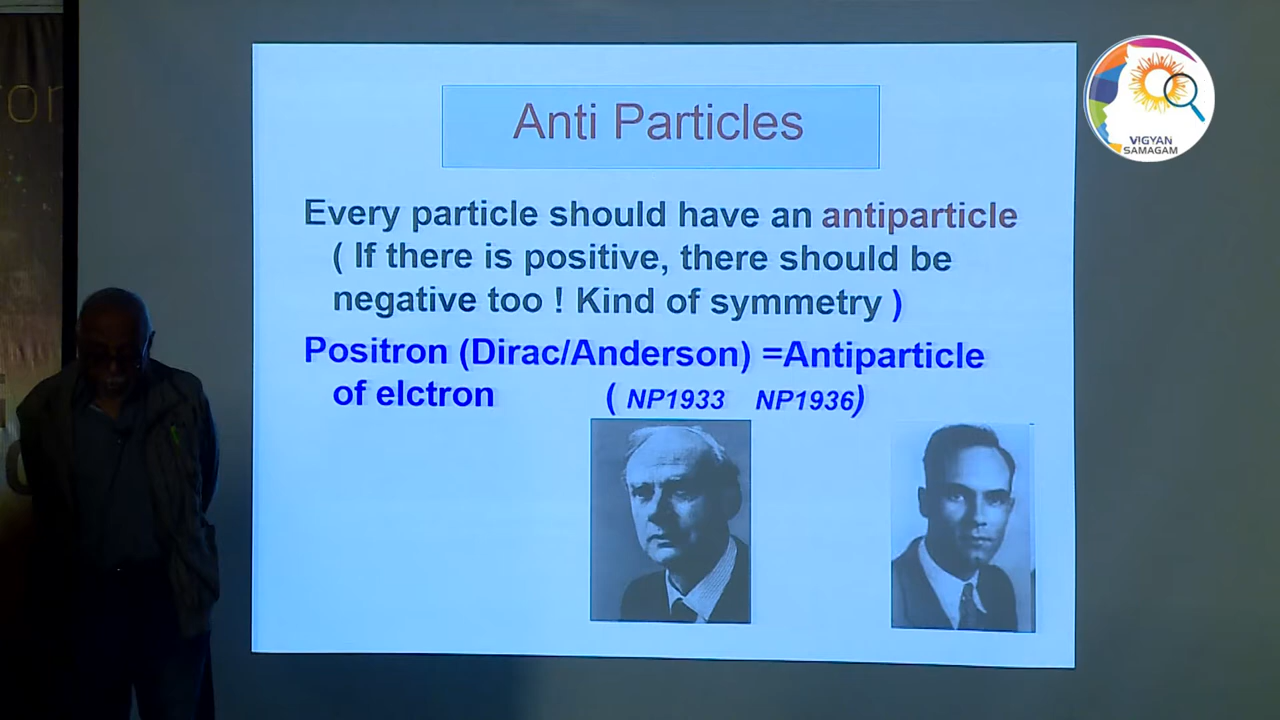 Anti Particles
Every particle should have an antiparticle
( If there is positive, there should be
negative too ! Kind of symmetry )
Positron (Dirac/Anderson) =Antiparticle
of elctron ( NP1933 NP1936)
VIGYAN
SAMAGAM